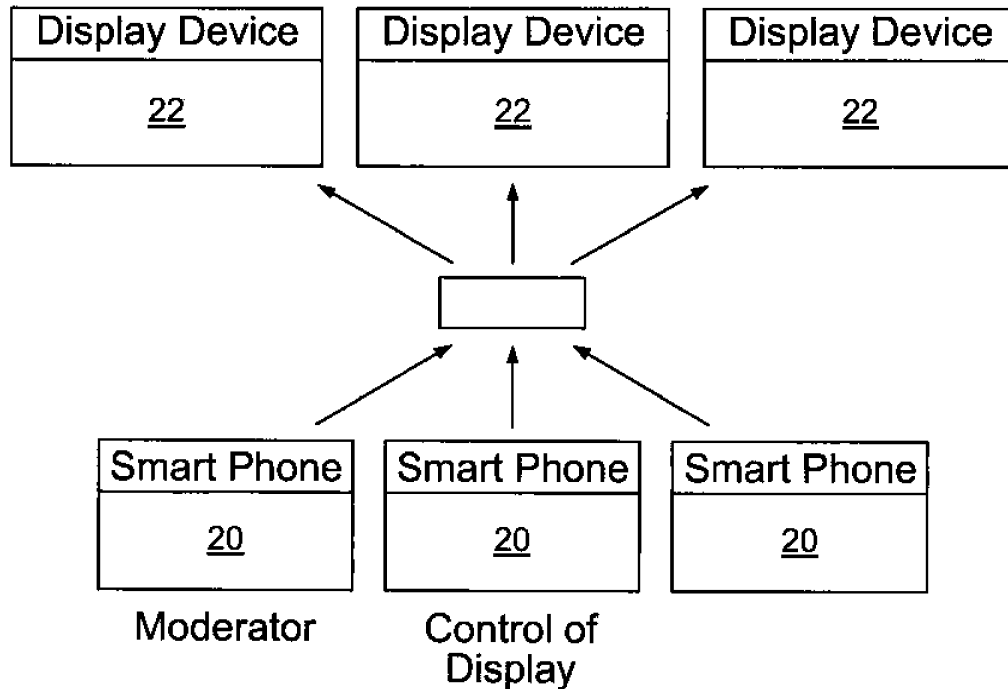 Display Device
22
Display Device
22
Display Device
22
Smart Phone
20
Moderator
Smart Phone
20
Control of
Display
Smart Phone
20